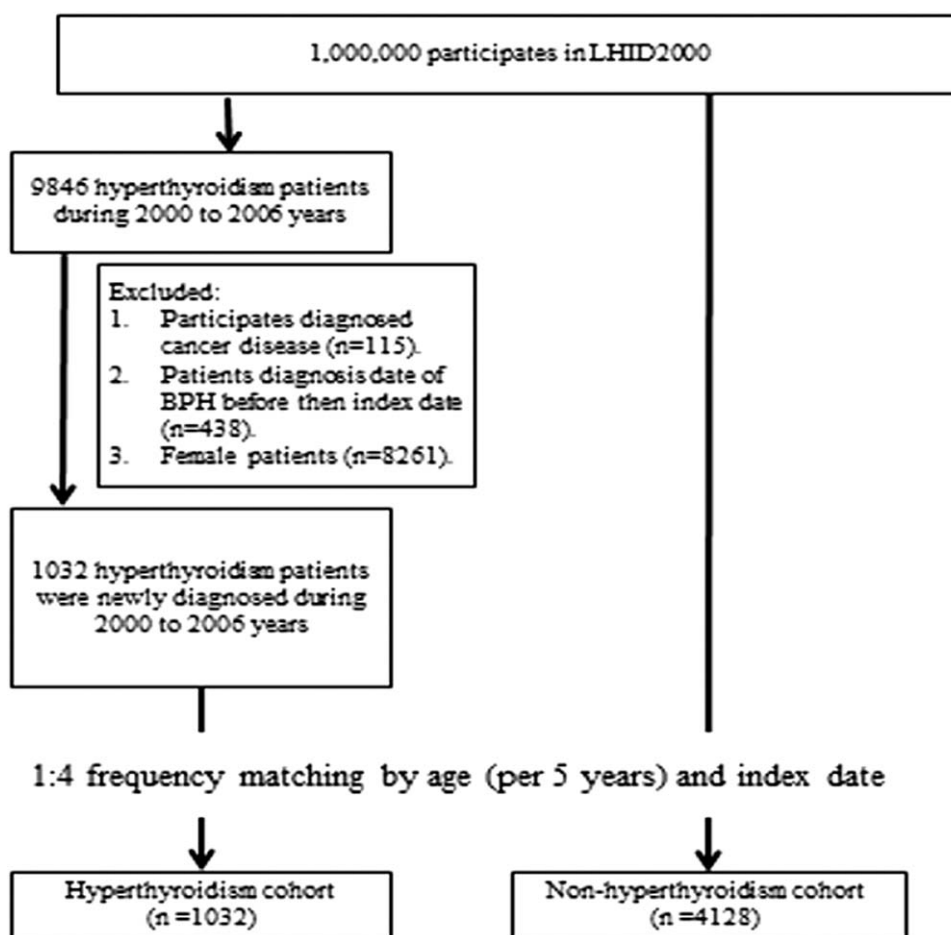 1,000,000 participates in LHID2000
9846 hyperthyroidism patients
during 2000 to 2006 years
Excluded:
1. Participates diagnosed
cancer disease (n=115).
2. Patients diagnosis date of
BPH before then index date
(n=438).
3. Female patients (n=8261).
1032 hyperthyroidism patients
were newly diagnosed during
2000 to 2006 years
1:4 frequency matching by age (per 5 years) and index date
Hyperthyroidism cohort
(n =1032)
Non-hyperthyroidism cohort
(n =4128)